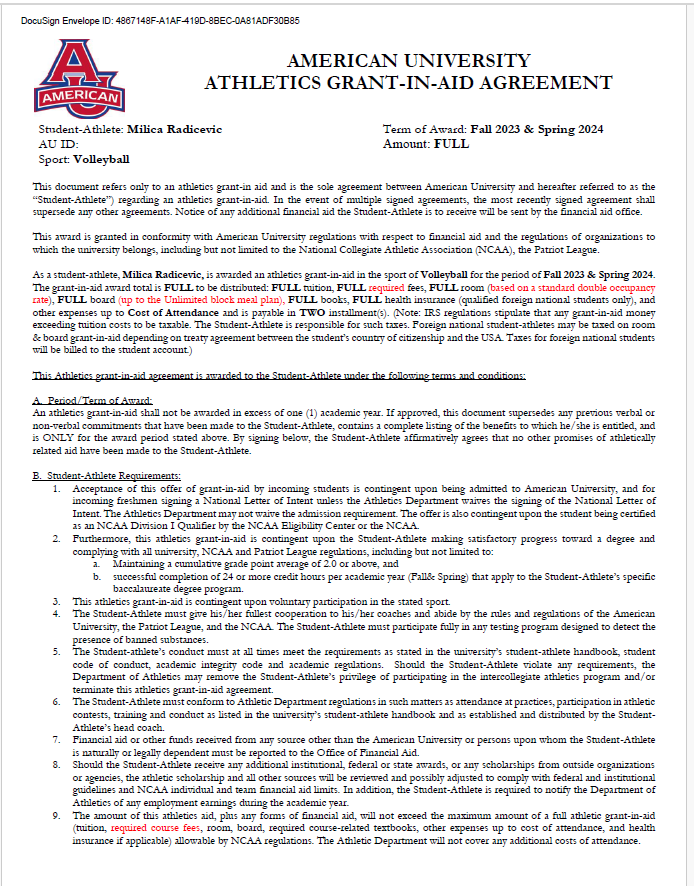 DocuSign Envelope ID: 4867148F-A1AF-419D-8BEC-0A81ADF30B85
AU
AMERICAN
AMERICAN UNIVERSITY
ATHLETICS GRANT-IN-AID AGREEMENT
Student-Athlete: Milica Radicevic
Term of Award: Fall 2023 & Spring 2024
AU ID:
Amount: FULL
Sport: Volleyball
This document refers only to an athletics grant-in aid and is the sole agreement between American University and hereafter referred to as the
“Student-Athlete”) regarding an athletics grant-in-aid. In the event of multiple signed agreements, the most recently signed agreement shall
supersede any other agreements. Notice of any additional financial aid the Student-Athlete is to receive will be sent by the financial aid office.
This award is granted in conformity with American University regulations with respect to financial aid and the regulations of organizations to
which the university belongs, including but not limited to the National Collegiate Athletic Association (NCAA), the Patriot League.
As a student-athlete, Milica Radicevic, is awarded an athletics grant-in-aid in the sport of Volleyball for the period of Fall 2023 & Spring 2024.
The grant-in-aid award total is FULL to be distributed: FULL tuition, FULL required fees, FULL room (based on a standard double occupancy
rate), FULL board (up to the Unlimited block meal plan), FULL books, FULL health insurance (qualified foreign national students only), and
other expenses up to Cost of Attendance and is payable in TWO installment(s). (Note: IRS regulations stipulate that any grant-in-aid money
exceeding tuition costs to be taxable. The Student-Athlete is responsible for such taxes. Foreign national student-athletes may be taxed on room
& board grant-in-aid depending on treaty agreement between the student's country of citizenship and the USA. Taxes for foreign national students
will be billed to the student account.)
This Athletics grant-in-aid agreement is awarded to the Student-Athlete under the following terms and conditions:
A. Period/Term of Award:
An athletics grant-in-aid shall not be awarded in excess of one (1) academic year. If approved, this document supersedes any previous verbal or
non-verbal commitments that have been made to the Student-Athlete, contains a complete listing of the benefits to which he/she is entitled, and
is ONLY for the award period stated above. By signing below, the Student-Athlete affirmatively agrees that no other promises of athletically
related aid have been made to the Student-Athlete.
B. Student-Athlete Requirements:
1. Acceptance of this offer of grant-in-aid by incoming students is contingent upon being admitted to American University, and for
incoming freshmen signing a National Letter of Intent unless the Athletics Department waives the signing of the National Letter of
Intent. The Athletics Department may not waive the admission requirement. The offer is also contingent upon the student being certified
as an NCAA Division I Qualifier by the NCAA Eligibility Center or the NCAA.
2. Furthermore, this athletics grant-in-aid is contingent upon the Student-Athlete making satisfactory progress toward a degree and
complying with all university, NCAA and Patriot League regulations, including but not limited to:
a. Maintaining a cumulative grade point average of 2.0 or above, and
b. successful completion of 24 or more credit hours per academic year (Fall& Spring) that apply to the Student-Athlete's specific
baccalaureate degree program.
3. This athletics grant-in-aid is contingent upon voluntary participation in the stated sport.
4. The Student-Athlete must give his/her fullest cooperation to his/her coaches and abide by the rules and regulations of the American
University, the Patriot League, and the NCAA. The Student-Athlete must participate fully in any testing program designed to detect the
presence of banned substances.
5. The Student-athlete's conduct must at all times meet the requirements as stated in the university's student-athlete handbook, student
code of conduct, academic integrity code and academic regulations. Should the Student-Athlete violate any requirements, the
Department of Athletics may remove the Student-Athlete's privilege of participating in the intercollegiate athletics program and/or
terminate this athletics grant-in-aid agreement.
6. The Student-Athlete must conform to Athletic Department regulations in such matters as attendance at practices, participation in athletic
contests, training and conduct as listed in the university's student-athlete handbook and as established and distributed by the Student-
Athlete's head coach.
7. Financial aid or other funds received from any source other than the American University or persons upon whom the Student-Athlete
is naturally or legally dependent must be reported to the Office of Financial Aid.
8. Should the Student-Athlete receive any additional institutional, federal or state awards, or any scholarships from outside organizations
or agencies, the athletic scholarship and all other sources will be reviewed and possibly adjusted to comply with federal and institutional
guidelines and NCAA individual and team financial aid limits. In addition, the Student-Athlete is required to notify the Department of
Athletics of any employment earnings during the academic year.
9. The amount of this athletics aid, plus any forms of financial aid, will not exceed the maximum amount of a full athletic grant-in-aid
(tuition, required course fees, room, board, required course-related textbooks, other expenses up to cost of attendance, and health
insurance if applicable) allowable by NCAA regulations. The Athletic Department will not cover any additional costs of attendance.